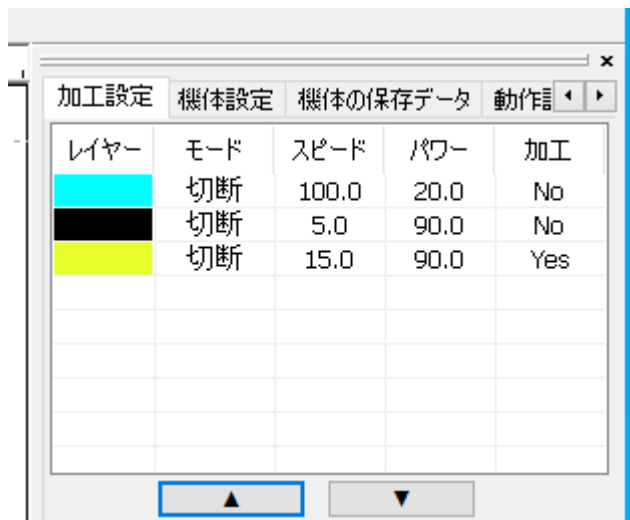 加工設定 機体設定 機体の保存データ 動作
レイヤー モード スピード パワー 加工
切断 100.0 20.0 No
切断 5.0 90.0 No
切断 15.0 90.0 Yes